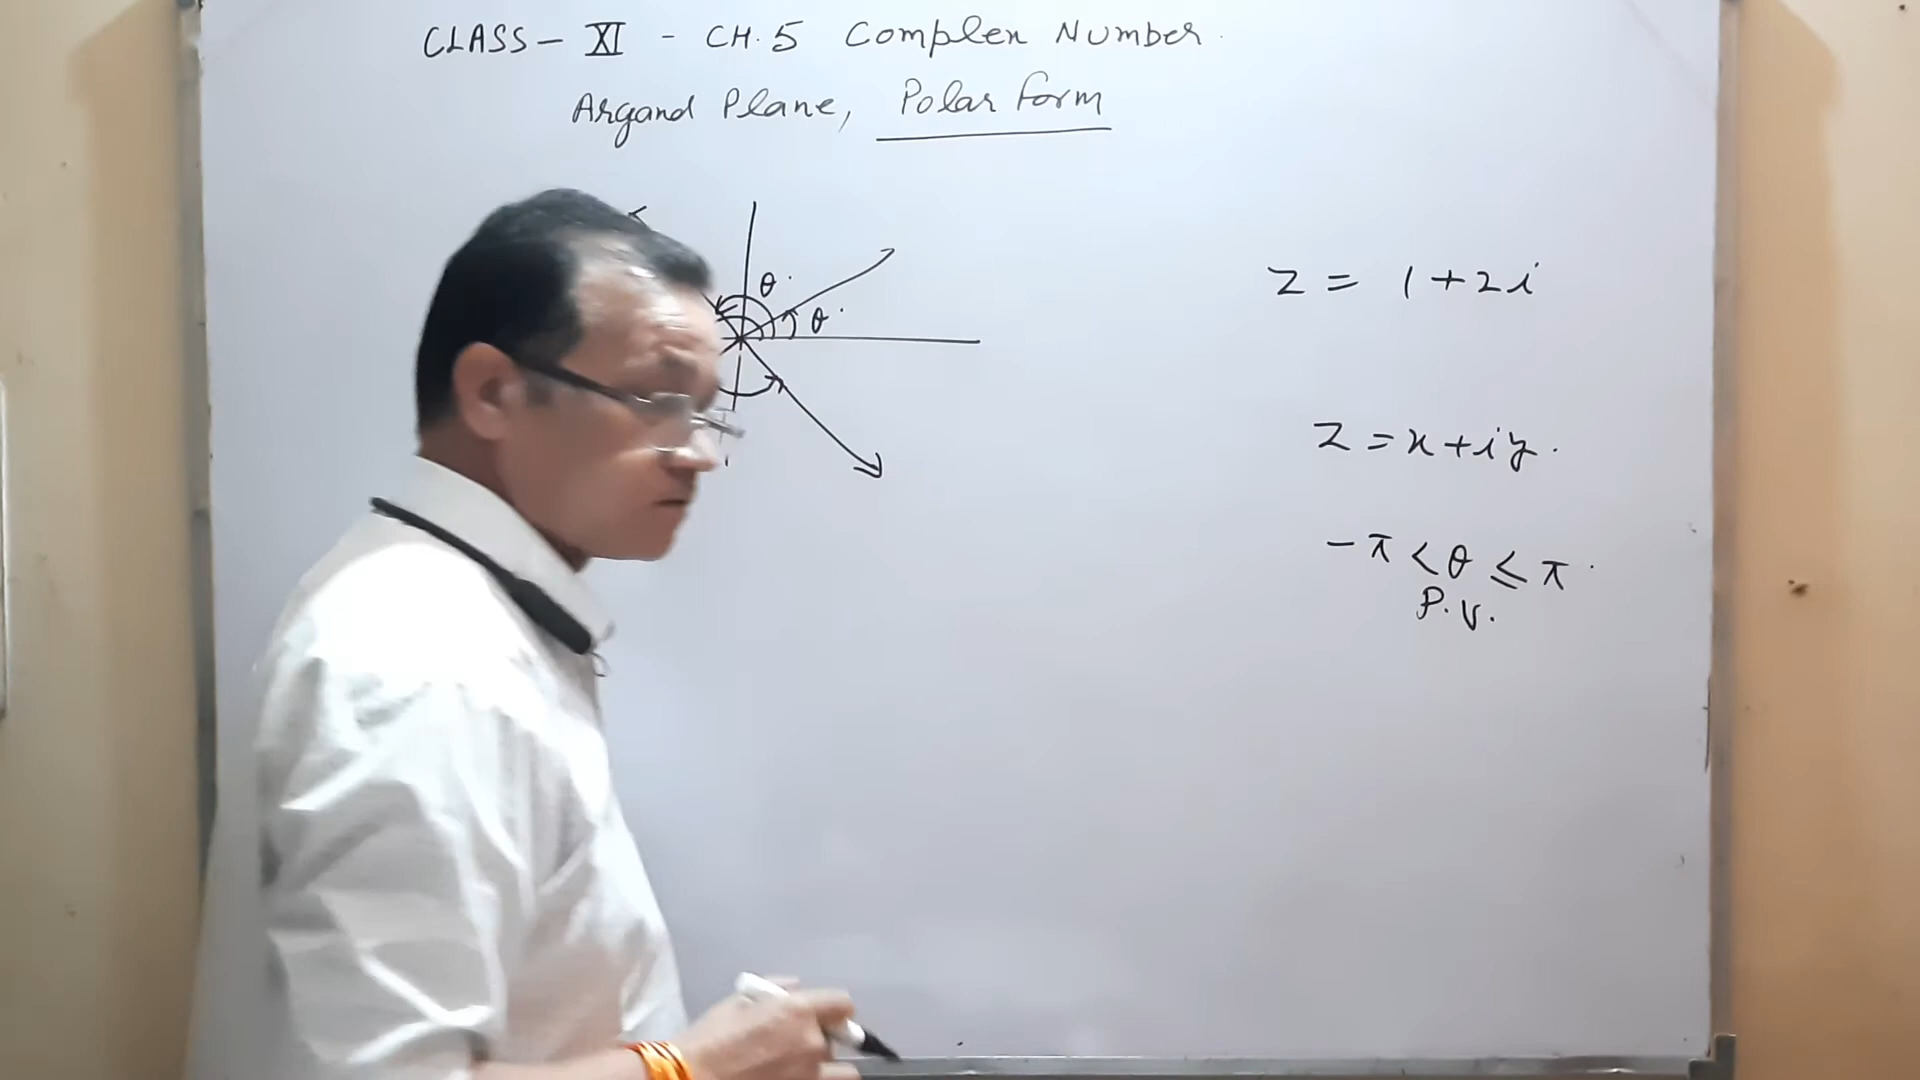 CLASS – XI - CH. 5 Complex Number.
Argand Plane, Polar form
θ.
θ.
z = 1 + 2i
z = x + iy.
-π < θ ≤ π.
P.V.